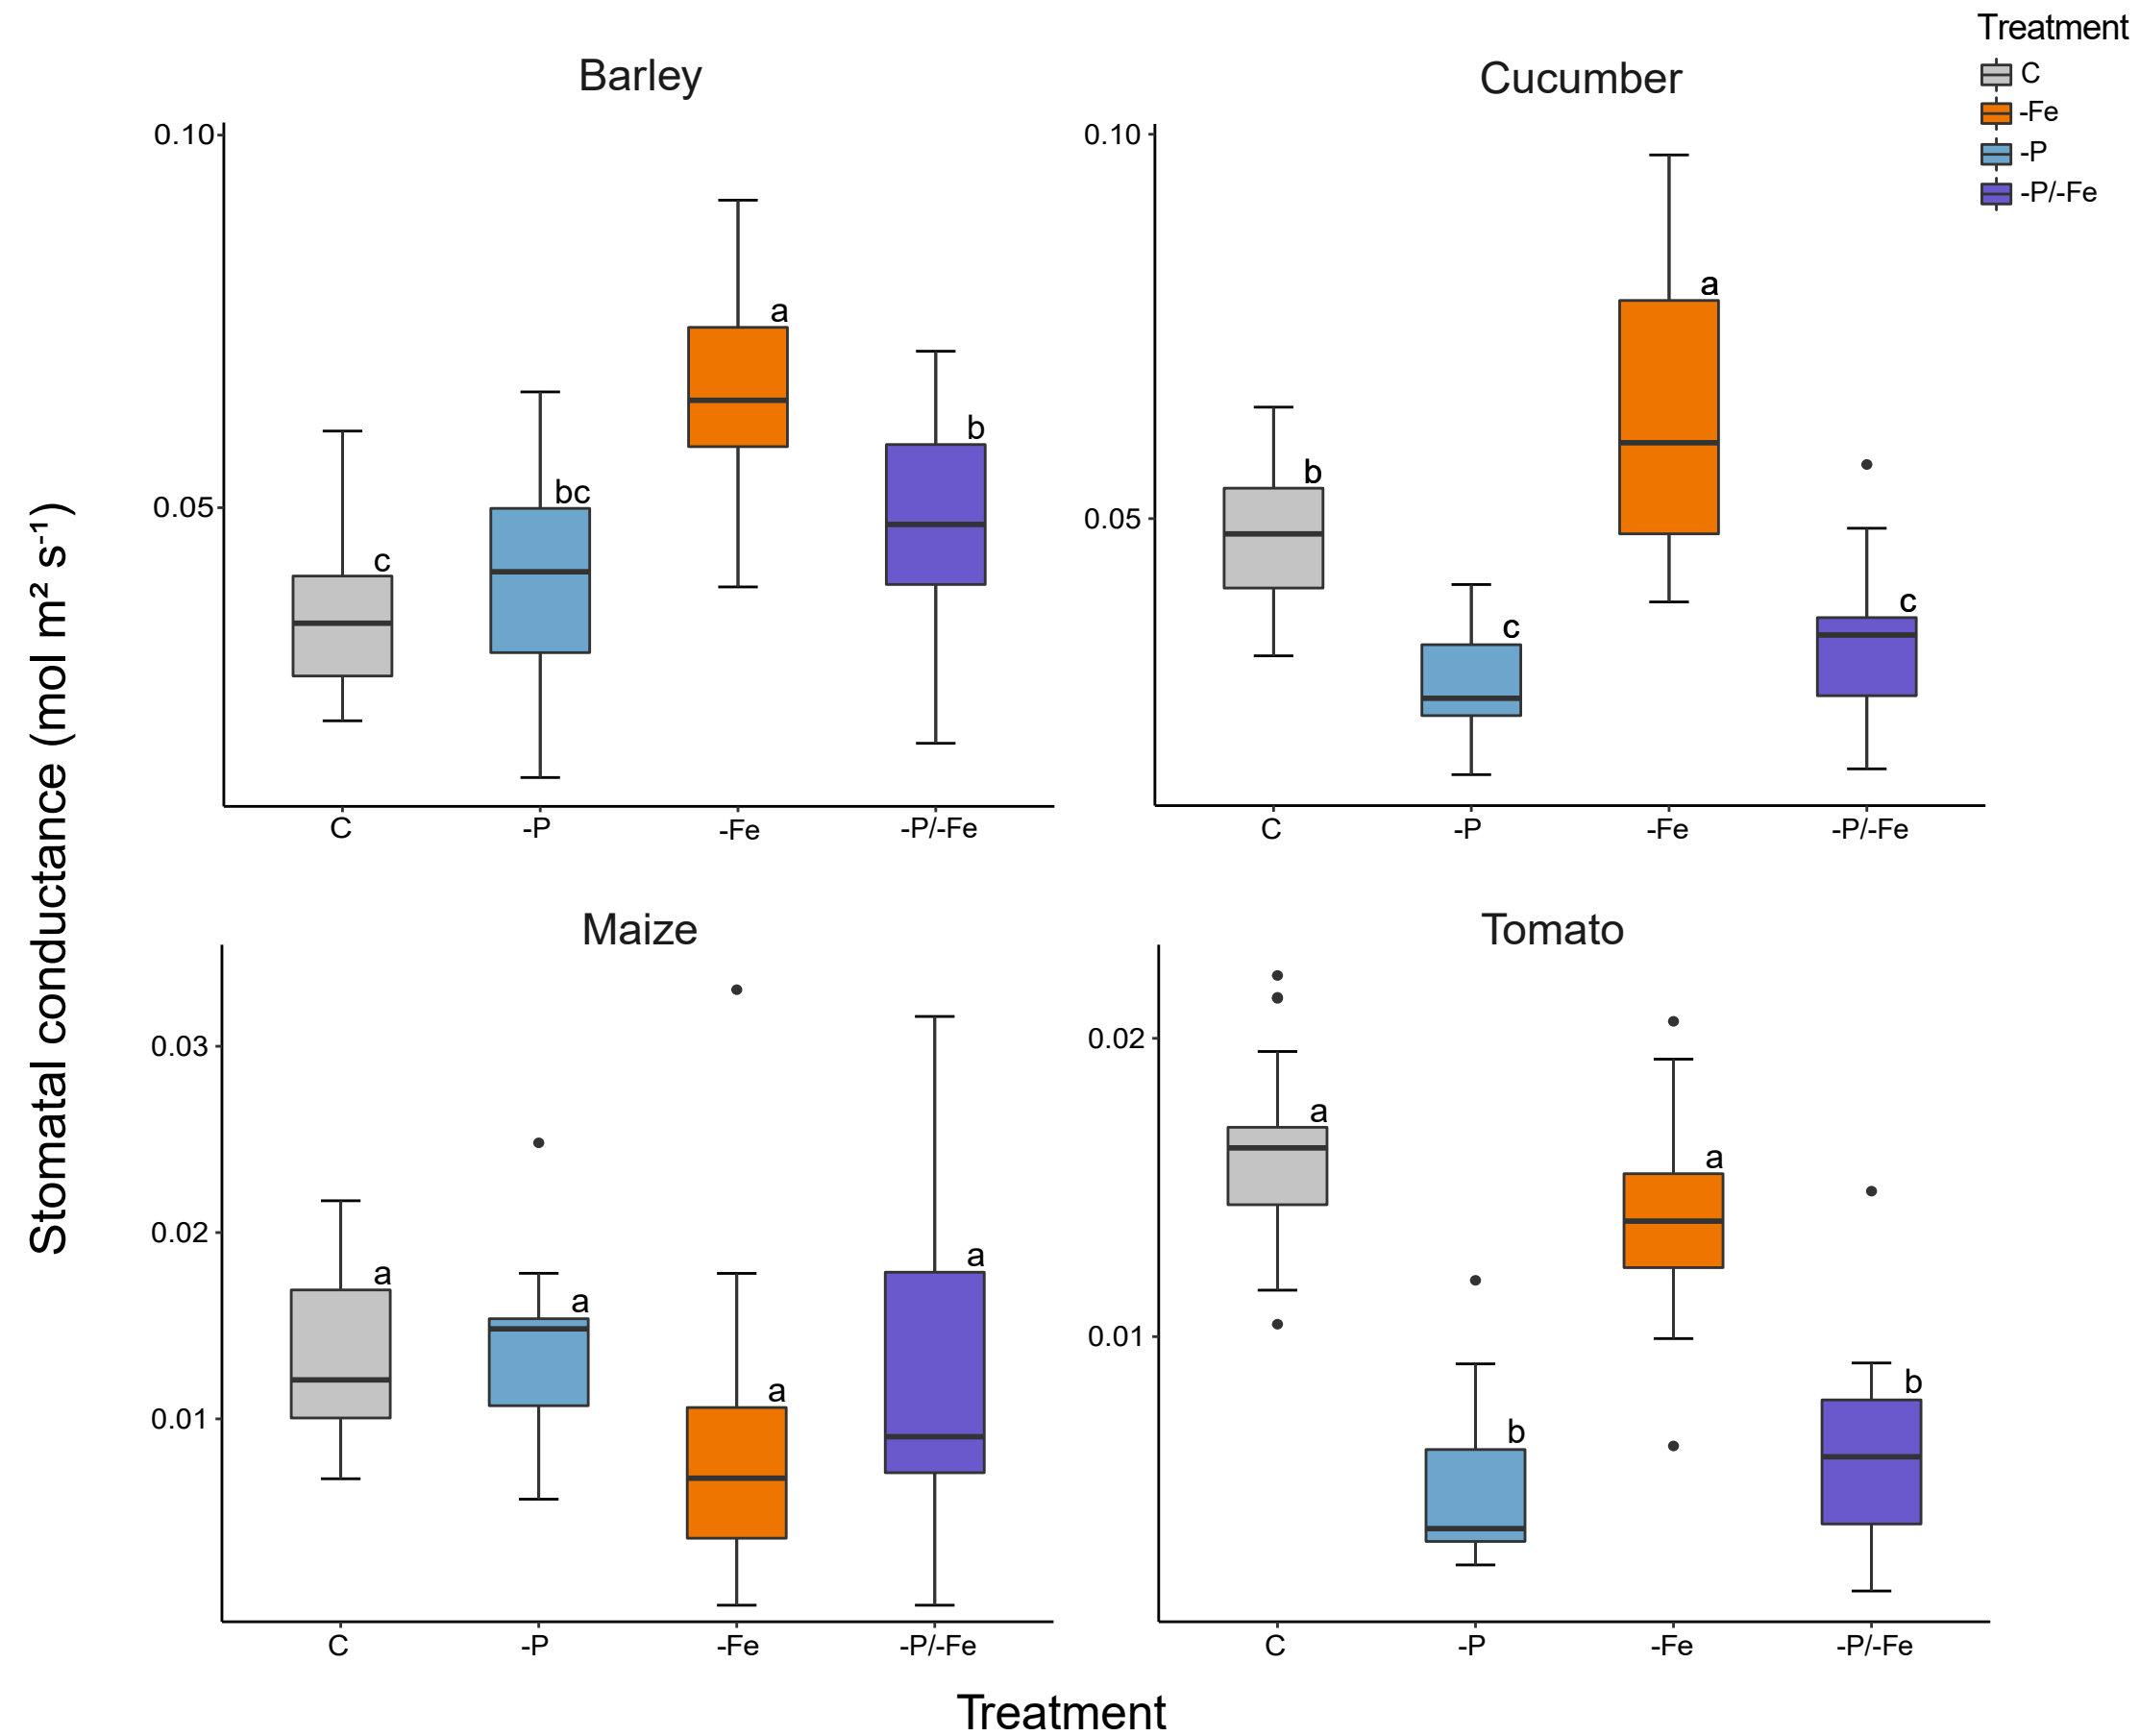 Treatment
C
-Fe
-P
-P/-Fe
Stomatal conductance (mol m² s⁻¹)
Barley
0.10
0.05
c
bc
a
b
C
-P
-Fe
-P/-Fe
Cucumber
0.10
0.05
b
c
a
c
C
-P
-Fe
-P/-Fe
Maize
0.03
0.02
0.01
a
a
a
a
C
-P
-Fe
-P/-Fe
Tomato
0.02
0.01
a
b
a
b
C
-P
-Fe
-P/-Fe
Treatment